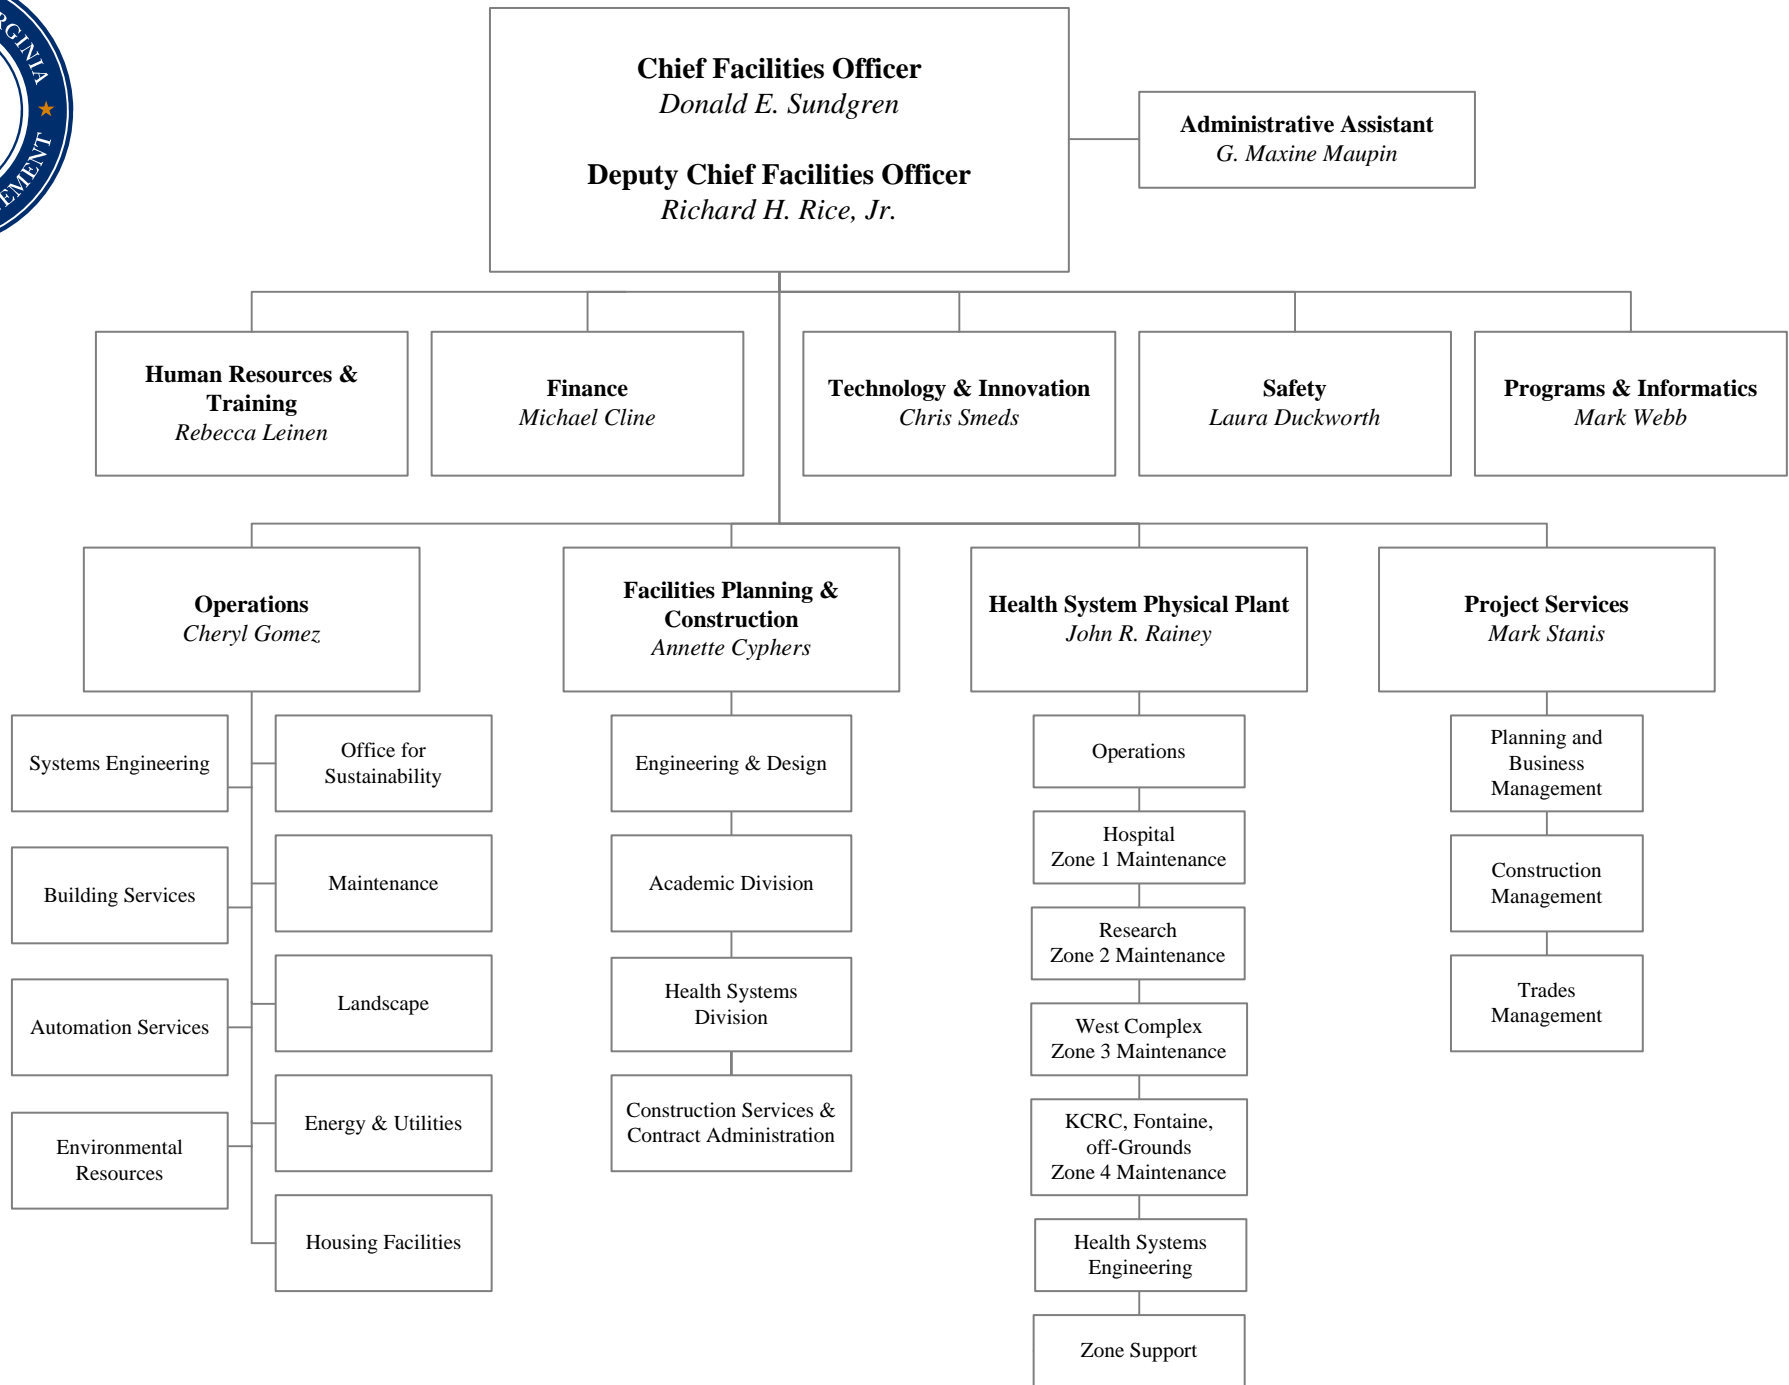 VIRGINIA
Chief Facilities Officer
Donald E. Sundgren
Deputy Chief Facilities Officer
Richard H. Rice, Jr.
Administrative Assistant
G. Maxine Maupin
Human Resources &
Training
Rebecca Leinen
Finance
Michael Cline
Technology & Innovation
Chris Smeds
Safety
Laura Duckworth
Programs & Informatics
Mark Webb
Operations
Cheryl Gomez
Facilities Planning &
Construction
Annette Cyphers
Health System Physical Plant
John R. Rainey
Project Services
Mark Stanis
Systems Engineering
Building Services
Automation Services
Environmental
Resources
Office for
Sustainability
Maintenance
Landscape
Energy & Utilities
Housing Facilities
Engineering & Design
Academic Division
Health Systems
Division
Construction Services &
Contract Administration
Operations
Hospital
Zone 1 Maintenance
Research
Zone 2 Maintenance
West Complex
Zone 3 Maintenance
KCRC, Fontaine,
off-Grounds
Zone 4 Maintenance
Health Systems
Engineering
Zone Support
Planning and
Business
Management
Construction
Management
Trades
Management